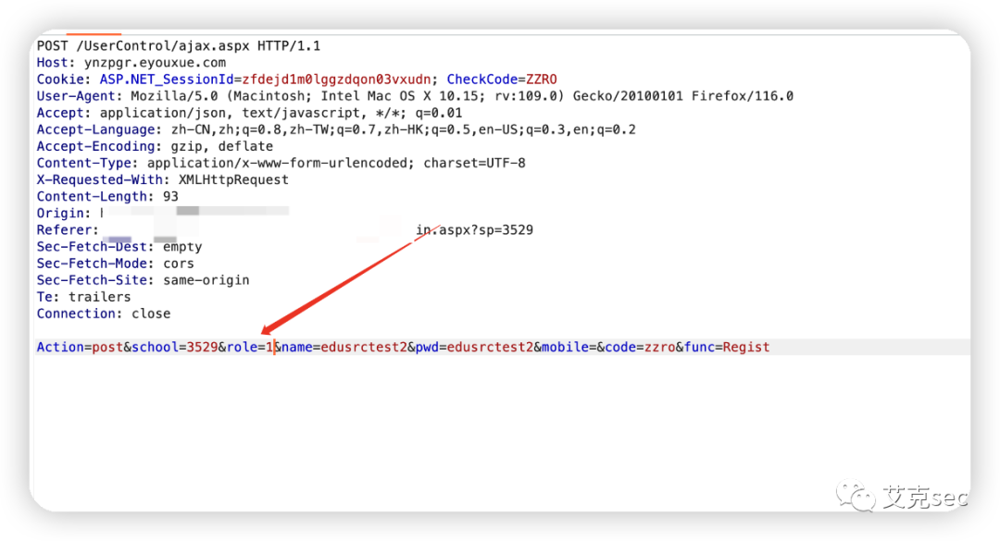 POST /UserControl/ajax.aspx HTTP/1.1
Host: ynzpgr.eyouxue.com
Cookie: ASP.NET_SessionId=zfdejd1m0lggzdqon03vxudn; CheckCode=ZZRO
User-Agent: Mozilla/5.0 (Macintosh; Intel Mac OS X 10.15; rv:109.0) Gecko/20100101 Firefox/116.0
Accept: application/json, text/javascript, */*; q=0.01
Accept-Language: zh-CN,zh;q=0.8,zh-TW;q=0.7,zh-HK;q=0.5,en-US;q=0.3,en;q=0.2
Accept-Encoding: gzip, deflate
Content-Type: application/x-www-form-urlencoded; charset=UTF-8
X-Requested-With: XMLHttpRequest
Content-Length: 93
Origin:
Referer: in.aspx?sp=3529
Sec-Fetch-Dest: empty
Sec-Fetch-Mode: cors
Sec-Fetch-Site: same-origin
Te: trailers
Connection: close
Action=post&school=3529&role=1&name=edusrctest2&pwd=edusrctest2&mobile=&code=zzro&func=Regist
艾克sec